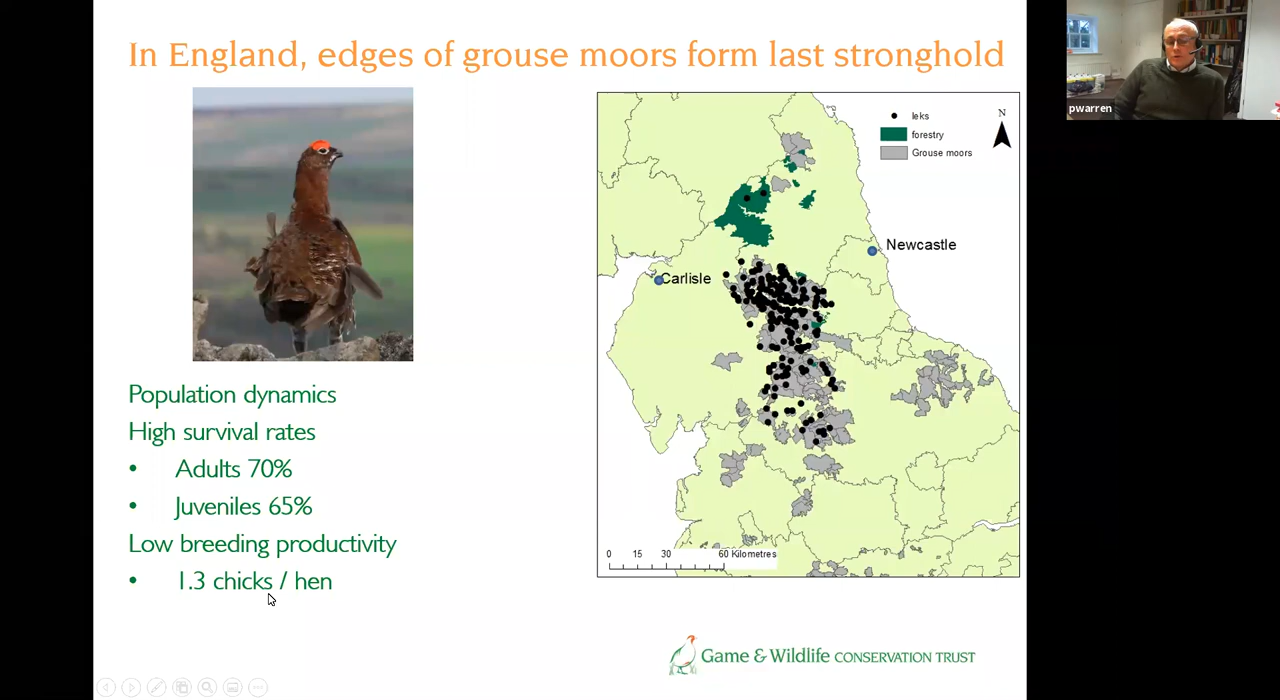 In England, edges of grouse moors form last stronghold
pwarren
leks
forestry
Grouse moors
N
Newcastle
Carlisle
0 15 30 60 Kilometres
Population dynamics
High survival rates
• Adults 70%
• Juveniles 65%
Low breeding productivity
• 1.3 chicks / hen
Game & Wildlife CONSERVATION TRUST